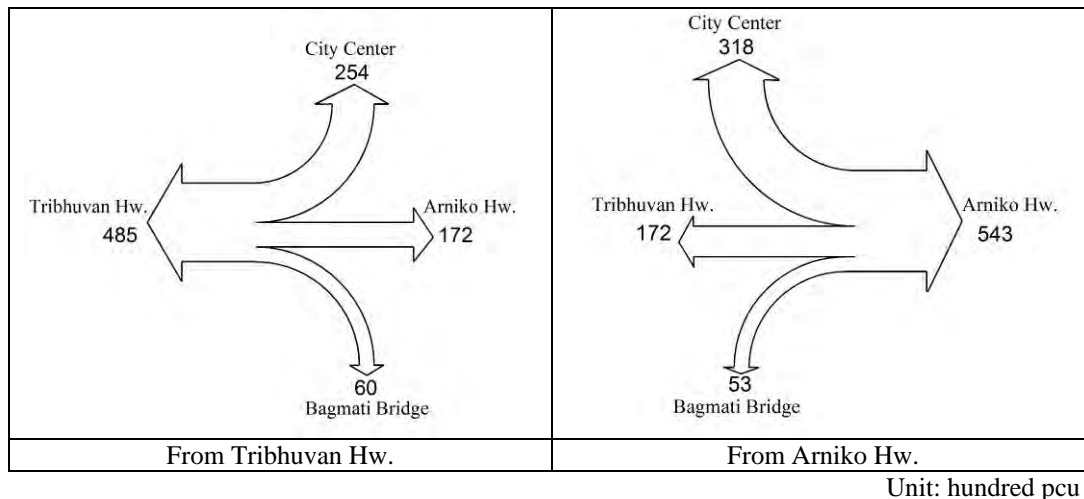 City Center
254
Tribhuvan Hw.
485
Arniko Hw.
172
60
Bagmati Bridge
From Tribhuvan Hw.
City Center
318
Tribhuvan Hw.
172
Arniko Hw.
543
53
Bagmati Bridge
From Arniko Hw.
Unit: hundred pcu